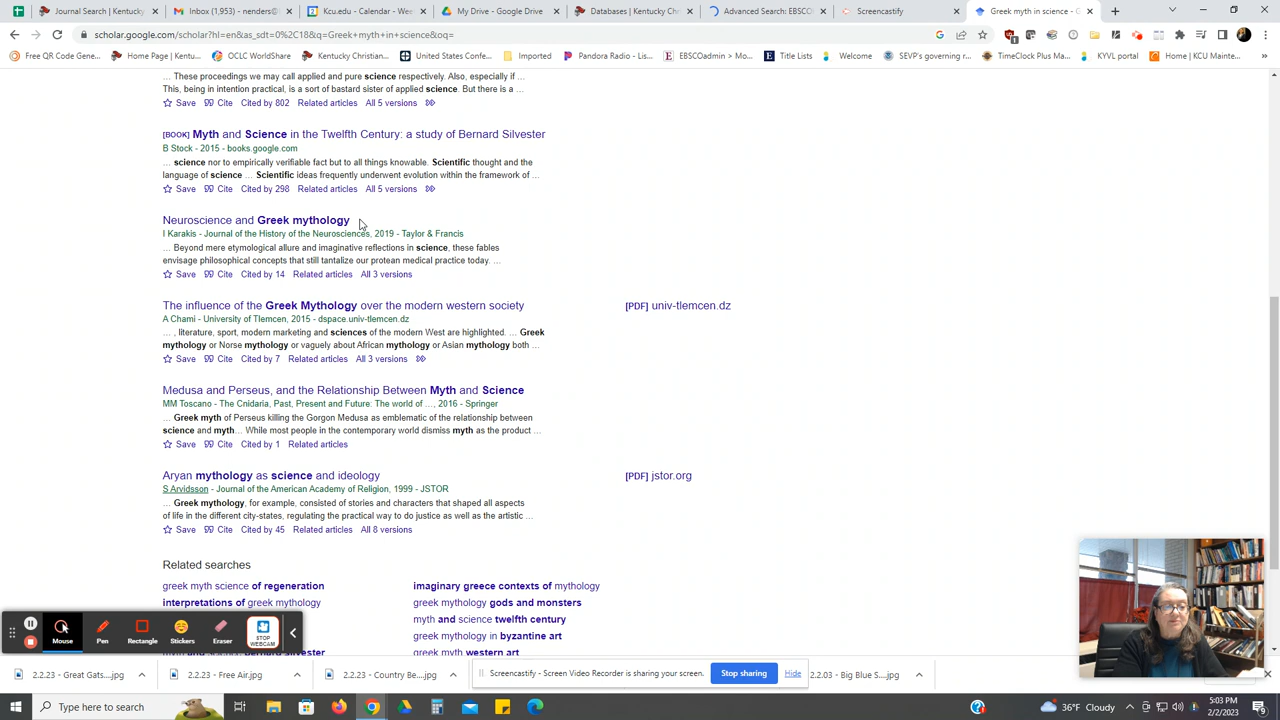 Journal Search | Kentuc
Inbox (1,953) - nenders@
Kcu.edu - Calendar - Wee
My Drive - Google Drive
Databases | Kentucky Ch
Advanced Search: EBSCO
Screencastify
Greek myth in science - G
scholar.google.com/scholar?hl=en&as_sdt=0%2C18&q=Greek+myth+in+science&oq=
Free QR Code Gene...
Home Page | Kentu...
OCLC WorldShare
United States Confe...
Imported
Pandora Radio - Lis...
EBSCOadmin > Mo...
Title Lists
Welcome
SEVP's governing r...
TimeClock Plus Ma...
KYVL Portal
Home | KCU Mainte...
... These proceedings we may call applied and pure science respectively. Also, especially if ...
This, being in intention practical, is a sort of bastard sister of applied science. But there is a ...
Save Cite Cited by 802 Related articles All 5 versions
[BOOK] Myth and Science in the Twelfth Century: a study of Bernard Silvester
B Stock - 2015 - books.google.com
... science nor to empirically verifiable fact but to all things knowable. Scientific thought and the
language of science ... Scientific ideas frequently underwent evolution within the framework of ...
Save Cite Cited by 298 Related articles All 5 versions
Neuroscience and Greek mythology
I Karakis - Journal of the History of the Neurosciences, 2019 - Taylor & Francis
... Beyond mere etymological allure and imaginative reflections in science, these fables
envisage philosophical concepts that still tantalize our protean medical practice today. ...
Save Cite Cited by 14 Related articles All 3 versions
The influence of the Greek Mythology over the modern western society
[PDF] univ-tlemcen.dz
A Chami - University of Tlemcen, 2015 - dspace.univ-tlemcen.dz
... , literature, sport, modern marketing and sciences of the modern West are highlighted. ... Greek
mythology or Norse mythology or vaguely about African mythology or Asian mythology both ...
Save Cite Cited by 7 Related articles All 3 versions
Medusa and Perseus, and the Relationship Between Myth and Science
MM Toscano - The Cnidaria, Past, Present and Future: The world of ..., 2016 - Springer
... Greek myth of Perseus killing the Gorgon Medusa as emblematic of the relationship between
science and myth... While most people in the contemporary world dismiss myth as the product ...
Save Cite Cited by 1 Related articles
Aryan mythology as science and ideology
[PDF] jstor.org
S Arvidsson - Journal of the American Academy of Religion, 1999 - JSTOR
... Greek mythology, for example, consisted of stories and characters that shaped all aspects
of life in the different city-states, regulating the practical way to do justice as well as the artistic ...
Save Cite Cited by 45 Related articles All 8 versions
Related searches
greek myth science of regeneration
imaginary greece contexts of mythology
interpretations of greek mythology
greek mythology gods and monsters
myth and science twelfth century
greek mythology in byzantine art
greek myth western art
Mouse
Pen
Rectangle
Stickers
Eraser
STOP WEBCAM
2.2.23 - Great....jpg
2.2.23 - Free Air.jpg
2.2.23 - Country Be....jpg
Screencastify - Screen Video Recorder is sharing your screen.
Stop sharing
Hide
2.2.03 - Big Blue S....jpg
Type here to search
36°F Cloudy
5:03 PM
2/2/2023